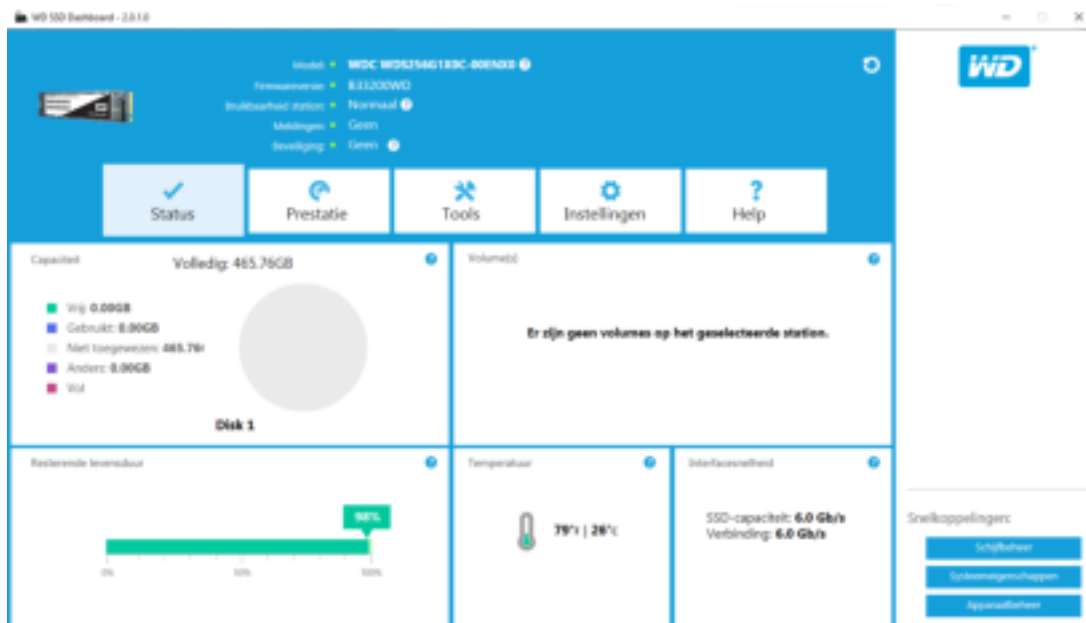 WD SSD Dashboard - 2.0.1.0
WD
Model: WDC WDS256G1X0C-00ENX0
Firmwareversie: B33200WD
Bruikbaarheid station: Normaal
Meldingen: Geen
Beveiliging: Geen
Status
Prestatie
Tools
Instellingen
Help
Capaciteit
Volledig: 465.76GB
Vrij: 0.00GB
Gebruikt: 0.00GB
Niet toegewezen: 465.76
Anders: 0.00GB
Vol
Disk 1
Volume(s)
Er zijn geen volumes op het geselecteerde station.
Resterende levensduur
98%
0% 50% 100%
Temperatuur
79°F | 26°C
Interfacesnelheid
SSD-capaciteit: 6.0 Gb/s
Verbinding: 6.0 Gb/s
Snelkoppelingen:
Schijfbeheer
Systeemeigenschappen
Apparaatbeheer